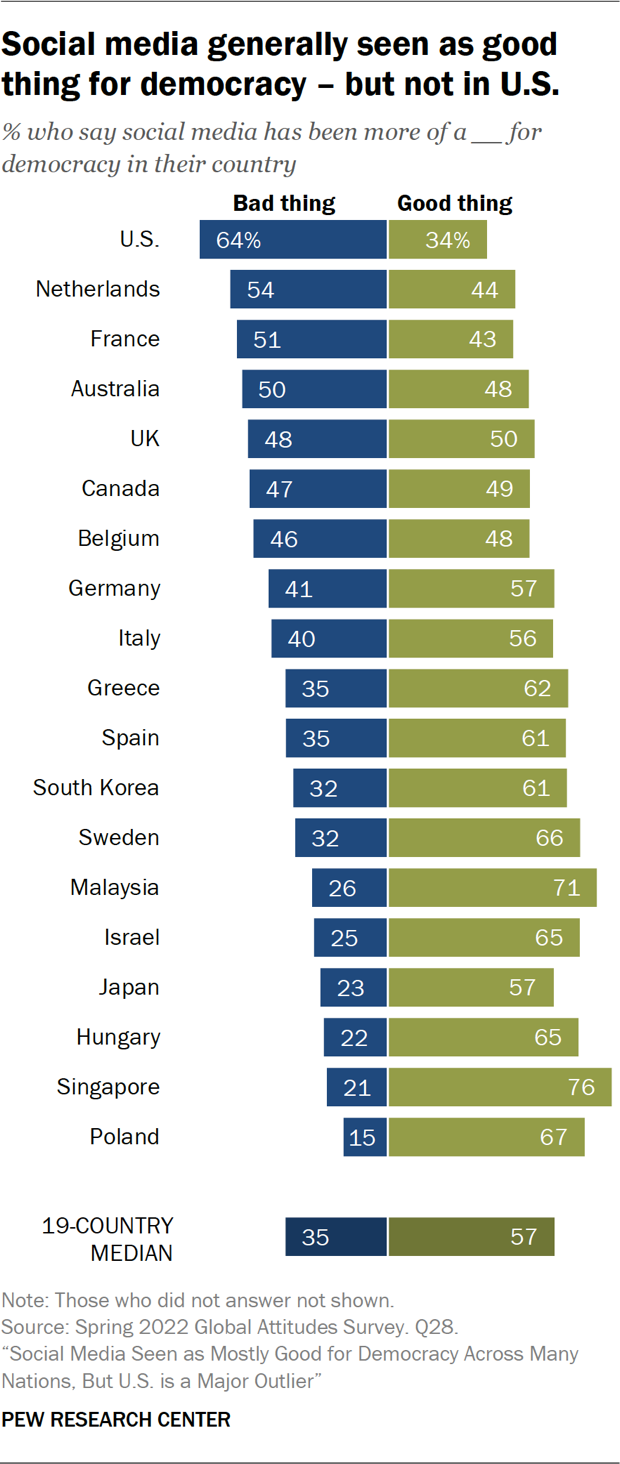 Social media generally seen as good
thing for democracy – but not in U.S.
% who say social media has been more of a __ for
democracy in their country
Bad thing Good thing
U.S. 64% 34%
Netherlands 54 44
France 51 43
Australia 50 48
UK 48 50
Canada 47 49
Belgium 46 48
Germany 41 57
Italy 40 56
Greece 35 62
Spain 35 61
South Korea 32 61
Sweden 32 66
Malaysia 26 71
Israel 25 65
Japan 23 57
Hungary 22 65
Singapore 21 76
Poland 15 67
19-COUNTRY
MEDIAN 35 57
Note: Those who did not answer not shown.
Source: Spring 2022 Global Attitudes Survey. Q28.
“Social Media Seen as Mostly Good for Democracy Across Many
Nations, But U.S. is a Major Outlier”
PEW RESEARCH CENTER